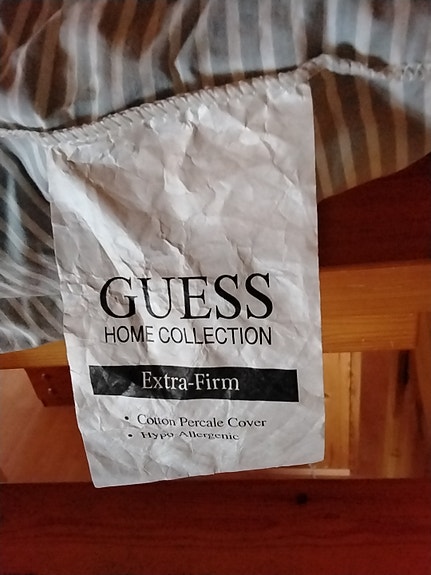 GUESS
HOME COLLECTION
Extra-Firm
• Cotton Percale Cover
• Hypo Allergenic